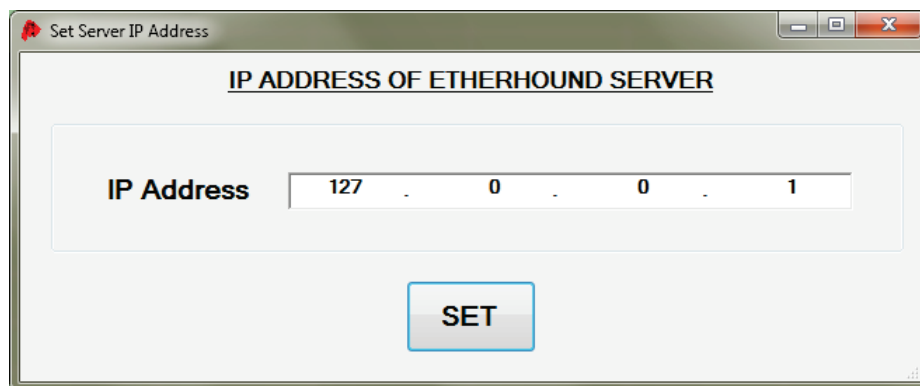 Set Server IP Address
IP ADDRESS OF ETHERHOUND SERVER
IP Address 127 . 0 . 0 . 1
SET